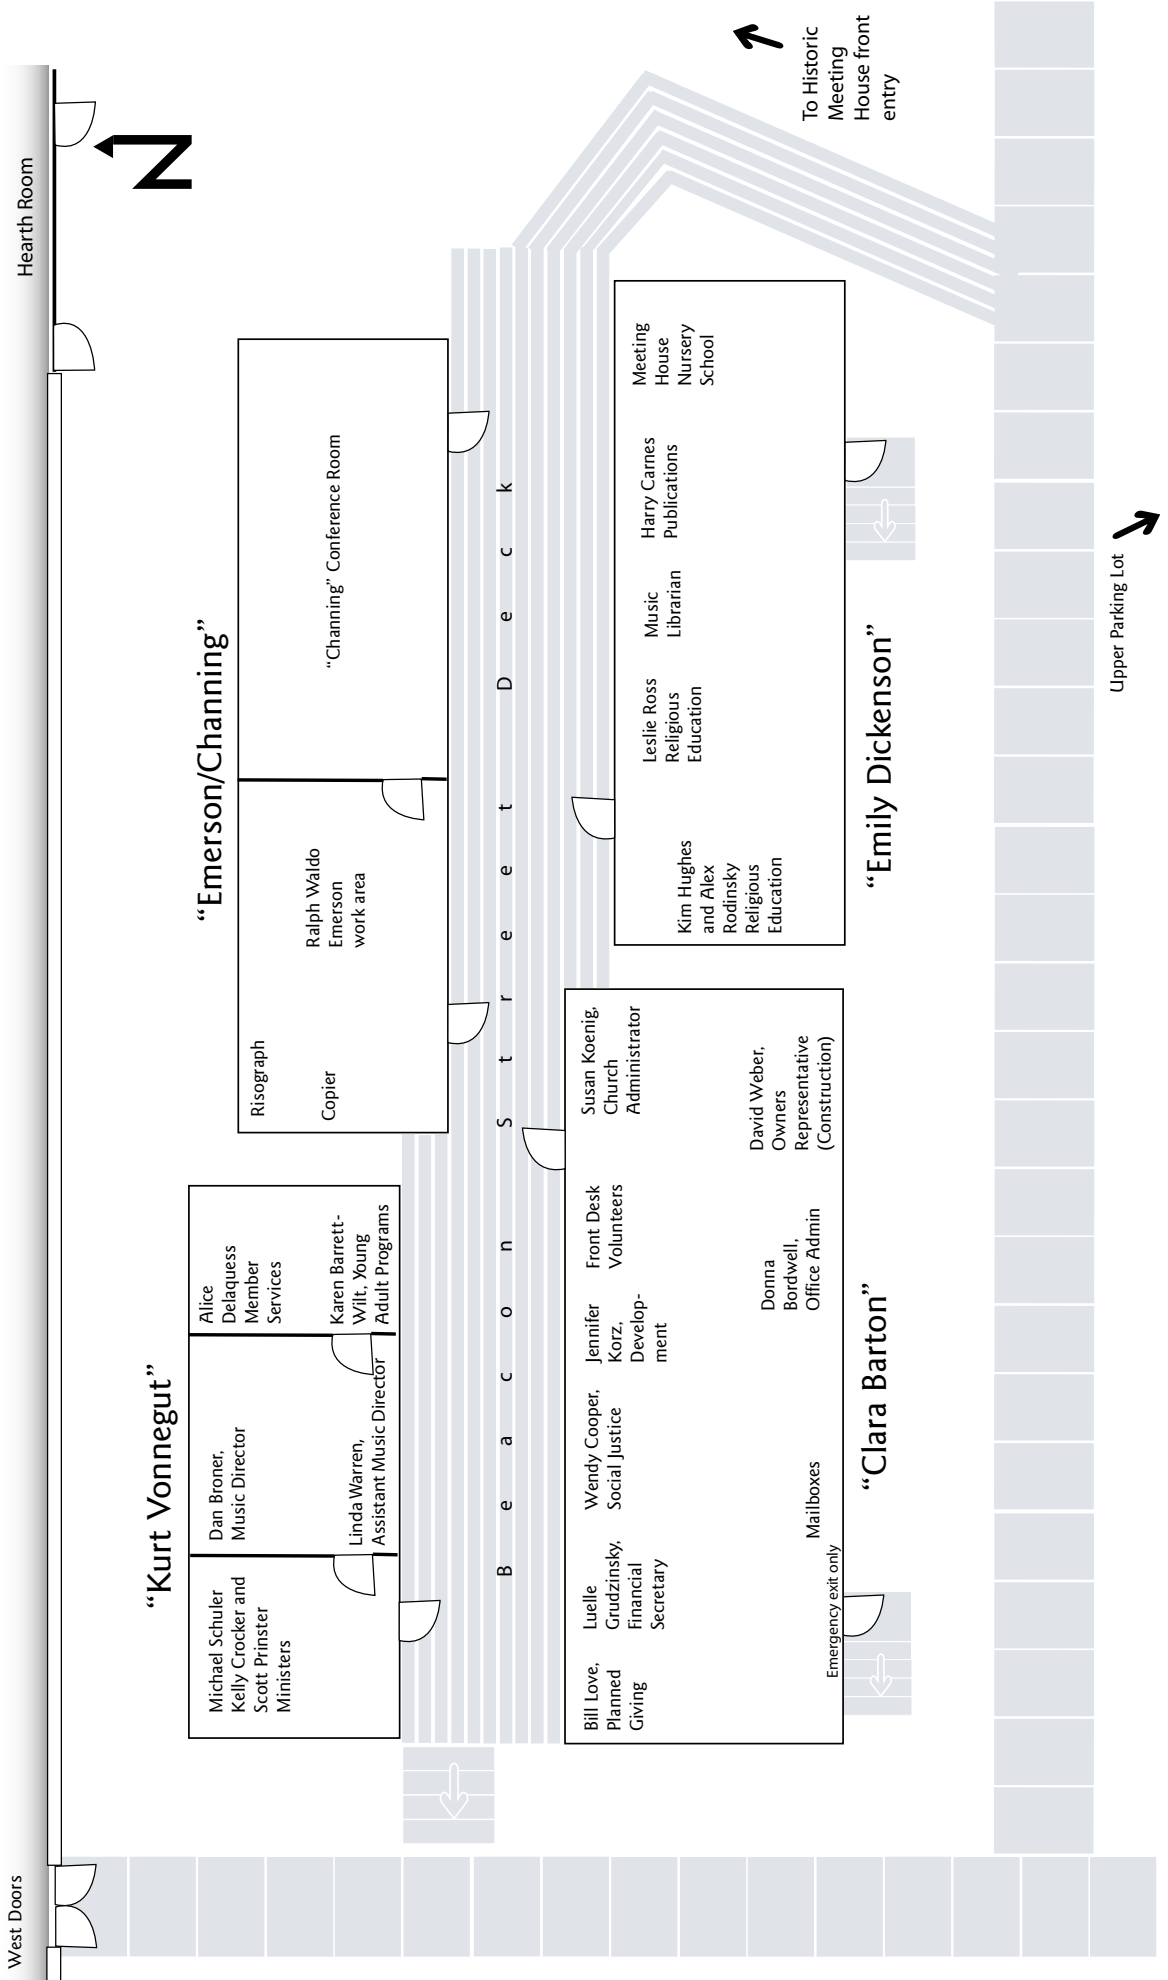 West Doors
Hearth Room
N
“Kurt Vonnegut”
Michael Schuler
Kelly Crocker and
Scott Prinster
Ministers
Dan Broner,
Music Director
Linda Warren,
Assistant Music Director
Alice
Delaquess
Member
Services
Karen Barrett-
Wilt, Young
Adult Programs
“Emerson/Channing”
Risograph
Copier
Ralph Waldo
Emerson
work area
“Channing” Conference Room
Beacon Street Deck
Bill Love,
Planned
Giving
Luelle
Grudzinsky,
Financial
Secretary
Wendy Cooper,
Social Justice
Jennifer
Korz,
Develop-
ment
Front Desk
Volunteers
Susan Koenig,
Church
Administrator
Emergency exit only
Mailboxes
Donna
Bordwell,
Office Admin
David Weber,
Owners
Representative
(Construction)
“Clara Barton”
Kim Hughes
and Alex
Rodinsky
Religious
Education
Leslie Ross
Religious
Education
Music
Librarian
Harry Carnes
Publications
Meeting
House
Nursery
School
“Emily Dickenson”
To Historic
Meeting
House front
entry
Upper Parking Lot